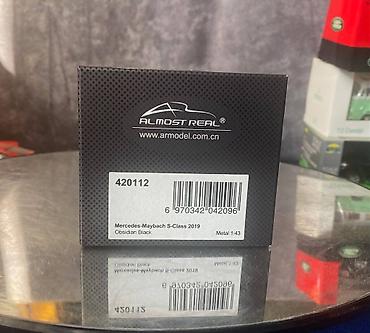 ALMOST REAL®
www.armodel.com.cn
420112
6 970342 042096
Mercedes-Maybach S-Class 2019
Obsidian Black
Metal 1:43